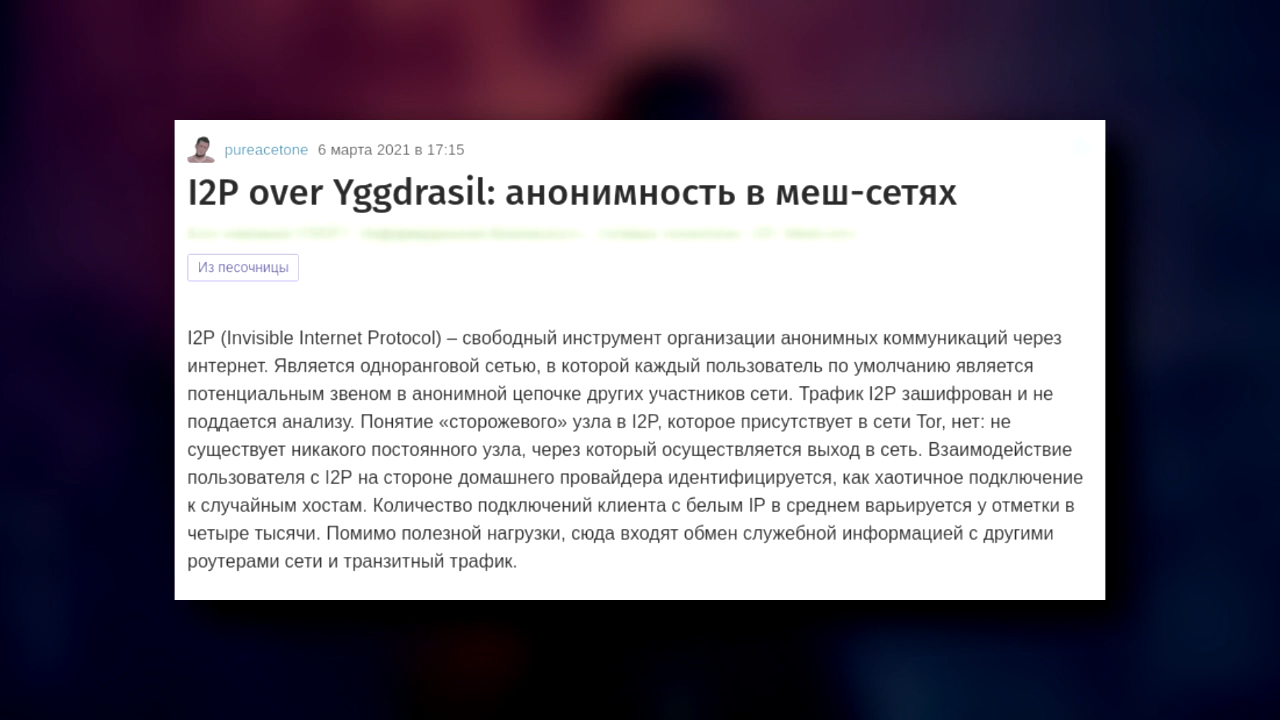 pureacetone 6 марта 2021 в 17:15
I2P over Yggdrasil: анонимность в меш-сетях
Из песочницы
I2P (Invisible Internet Protocol) – свободный инструмент организации анонимных коммуникаций через
интернет. Является одноранговой сетью, в которой каждый пользователь по умолчанию является
потенциальным звеном в анонимной цепочке других участников сети. Трафик I2P зашифрован и не
поддается анализу. Понятие «сторожевого» узла в I2P, которое присутствует в сети Tor, нет: не
существует никакого постоянного узла, через который осуществляется выход в сеть. Взаимодействие
пользователя с I2P на стороне домашнего провайдера идентифицируется, как хаотичное подключение
к случайным хостам. Количество подключений клиента с белым IP в среднем варьируется у отметки в
четыре тысячи. Помимо полезной нагрузки, сюда входят обмен служебной информацией с другими
роутерами сети и транзитный трафик.